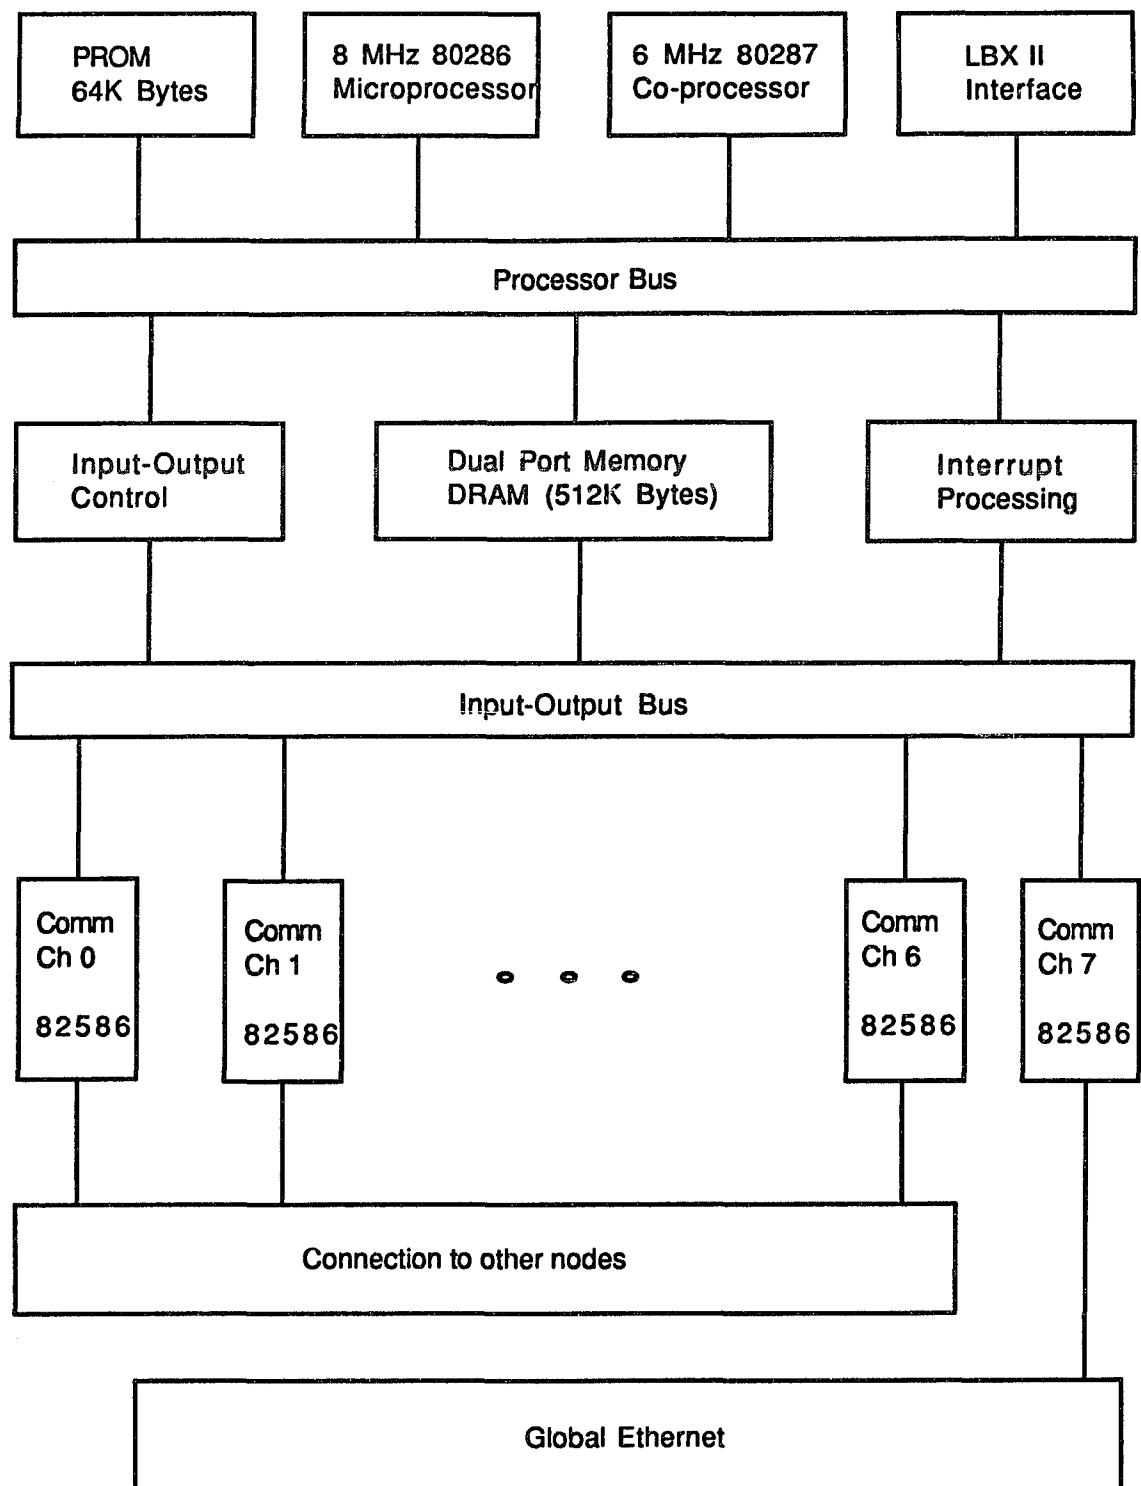 PROM
64K Bytes
8 MHz 80286
Microprocessor
6 MHz 80287
Co-processor
LBX II
Interface
Processor Bus
Input-Output
Control
Dual Port Memory
DRAM (512K Bytes)
Interrupt
Processing
Input-Output Bus
Comm
Ch 0
82586
Comm
Ch 1
82586
Comm
Ch 6
82586
Comm
Ch 7
82586
Connection to other nodes
Global Ethernet